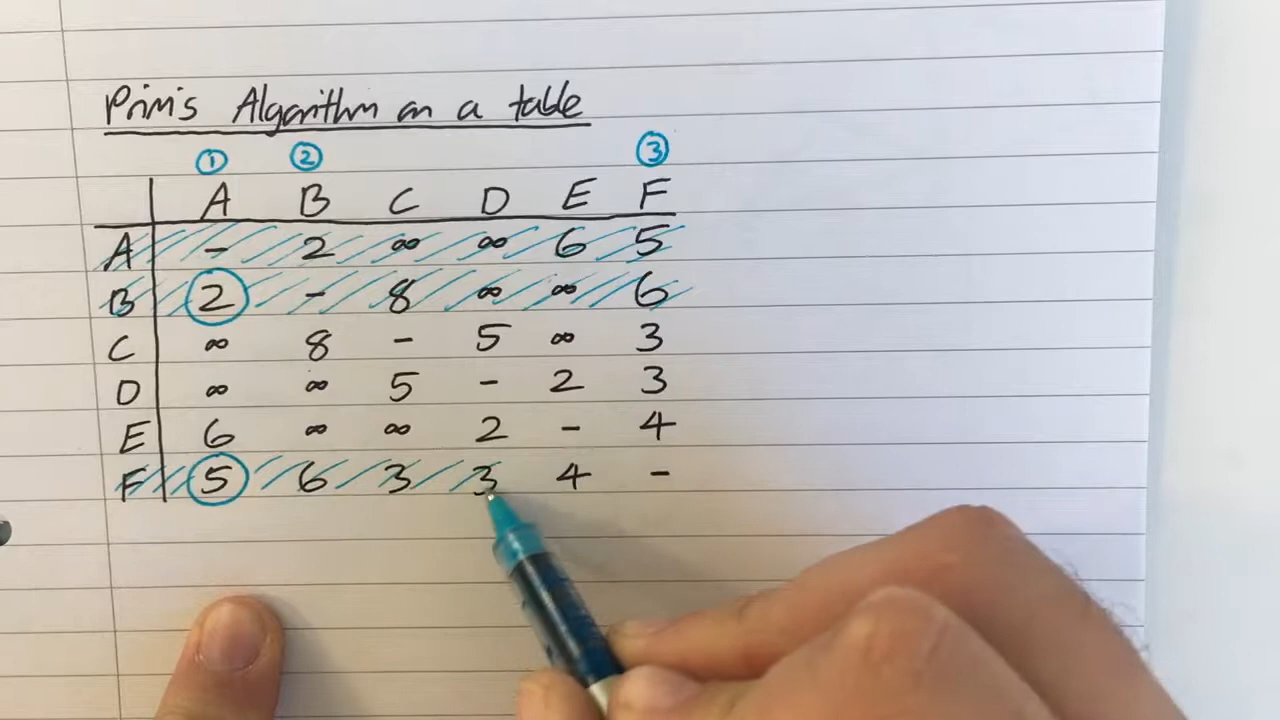 Prim's Algorithm on a table
① ② ③
A B C D E F
A - 2 ∞ ∞ 6 5
B 2 - 8 ∞ ∞ 6
C ∞ 8 - 5 ∞ 3
D ∞ ∞ 5 - 2 3
E 6 ∞ ∞ 2 - 4
F 5 6 3 3 4 -